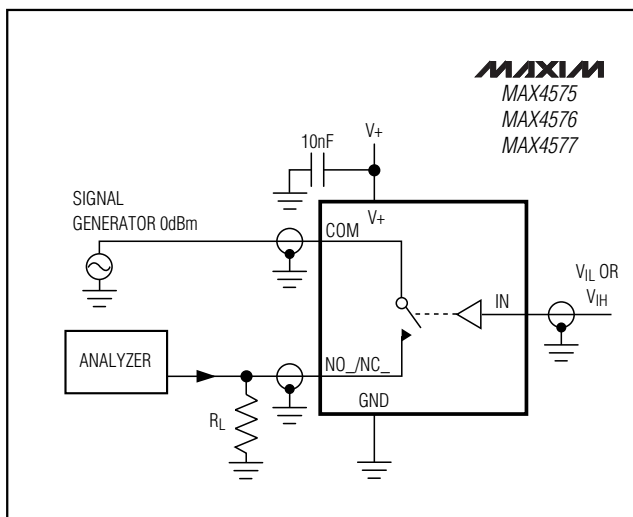 MAXIM
MAX4575
MAX4576
MAX4577
V+
10nF
SIGNAL
GENERATOR 0dBm
V+
COM
VIL OR
VIH
IN
ANALYZER
NO_/NC_
GND
RL